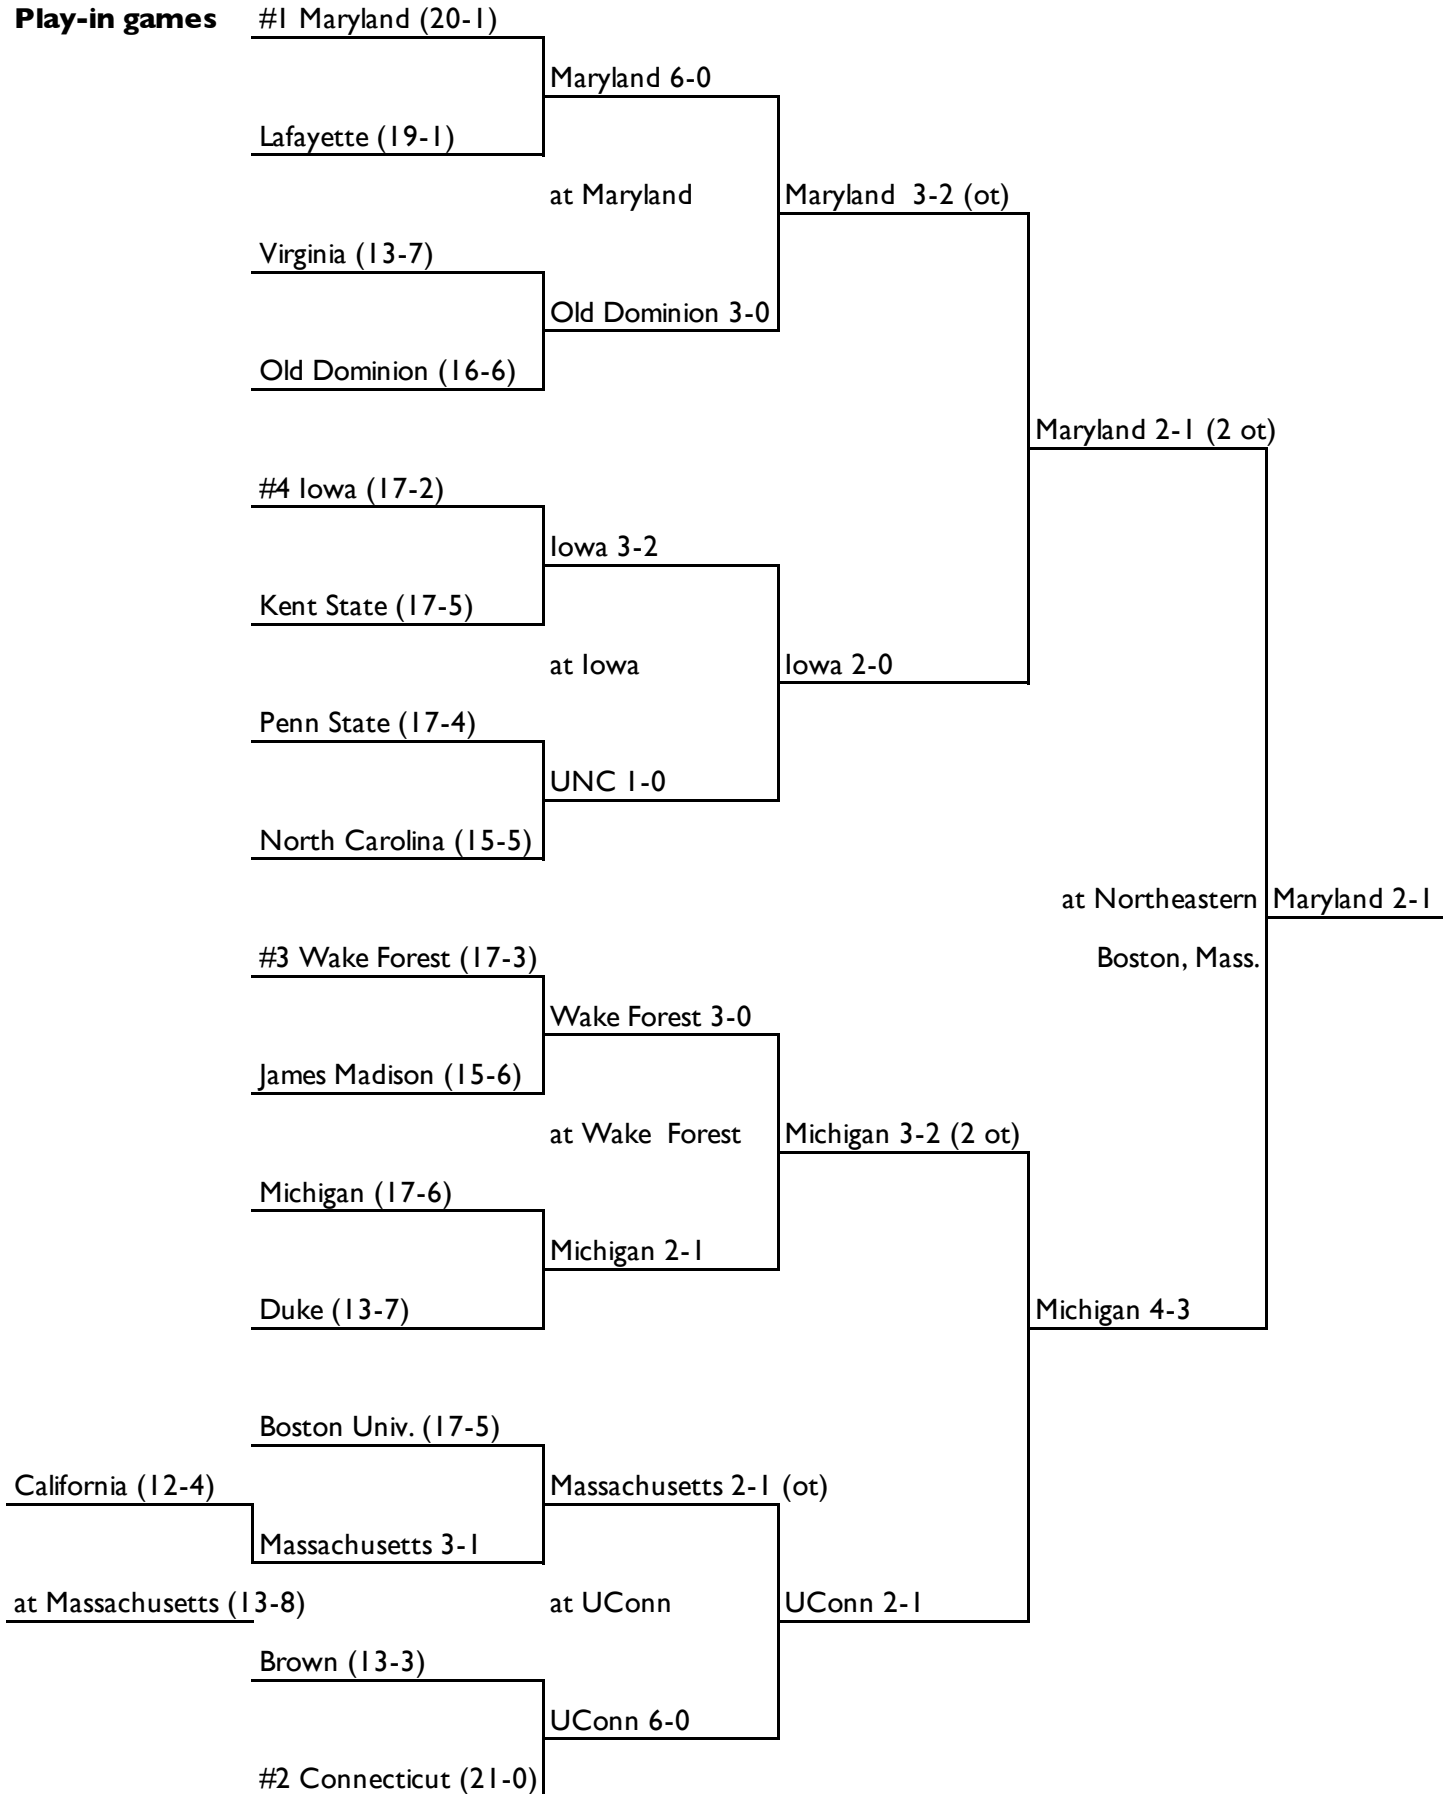 Play-in games #1 Maryland (20-1)
Maryland 6-0
Lafayette (19-1)
at Maryland Maryland 3-2 (ot)
Virginia (13-7)
Old Dominion 3-0
Old Dominion (16-6)
Maryland 2-1 (2 ot)
#4 Iowa (17-2)
Iowa 3-2
Kent State (17-5)
at Iowa Iowa 2-0
Penn State (17-4)
UNC 1-0
North Carolina (15-5)
at Northeastern Maryland 2-1
#3 Wake Forest (17-3) Boston, Mass.
Wake Forest 3-0
James Madison (15-6)
at Wake Forest Michigan 3-2 (2 ot)
Michigan (17-6)
Michigan 2-1
Duke (13-7) Michigan 4-3
Boston Univ. (17-5)
California (12-4) Massachusetts 2-1 (ot)
Massachusetts 3-1
at Massachusetts (13-8) at UConn UConn 2-1
Brown (13-3)
UConn 6-0
#2 Connecticut (21-0)